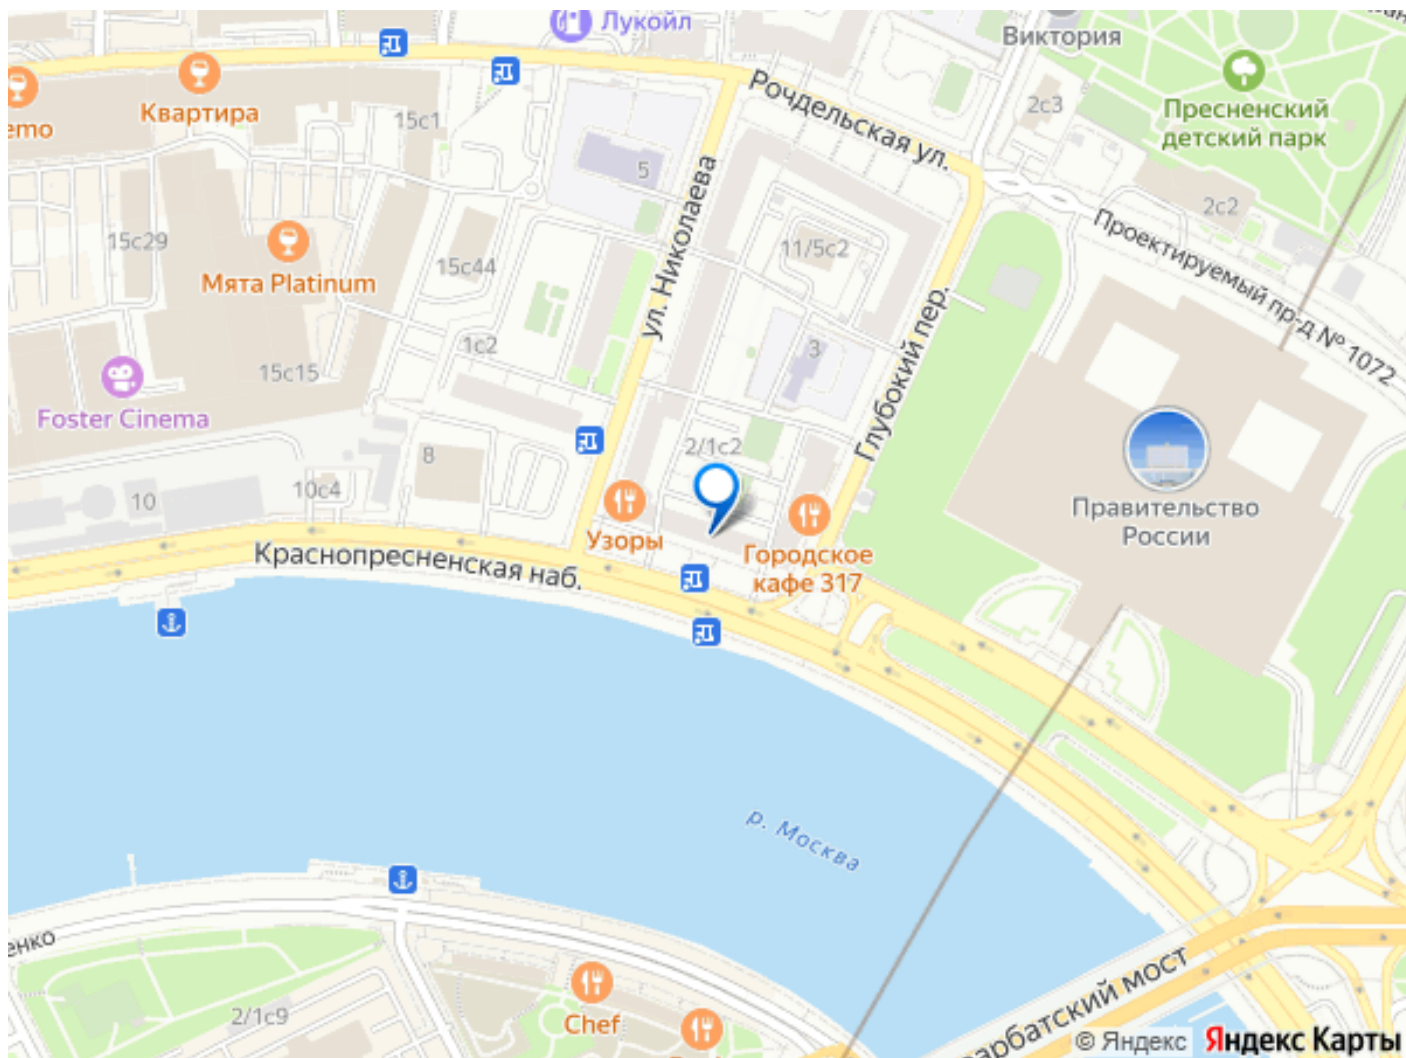 Лукойл
Виктория
Квартира
15с1
Рочдельская ул.
2с3
Пресненский
детский парк
5
2с2
15с29
Мята Platinum
15с44
ул. Николаева
11/5с2
Проектируемый пр-д № 1072
1с2
15с15
3
Глубокий пер.
Foster Cinema
8
2/1с2
10
10с4
Узоры
Городское
кафе 317
Правительство
России
Краснопресненская наб.
р. Москва
2/1с9
Chef
арбатский мост
© Яндекс
Яндекс Карты